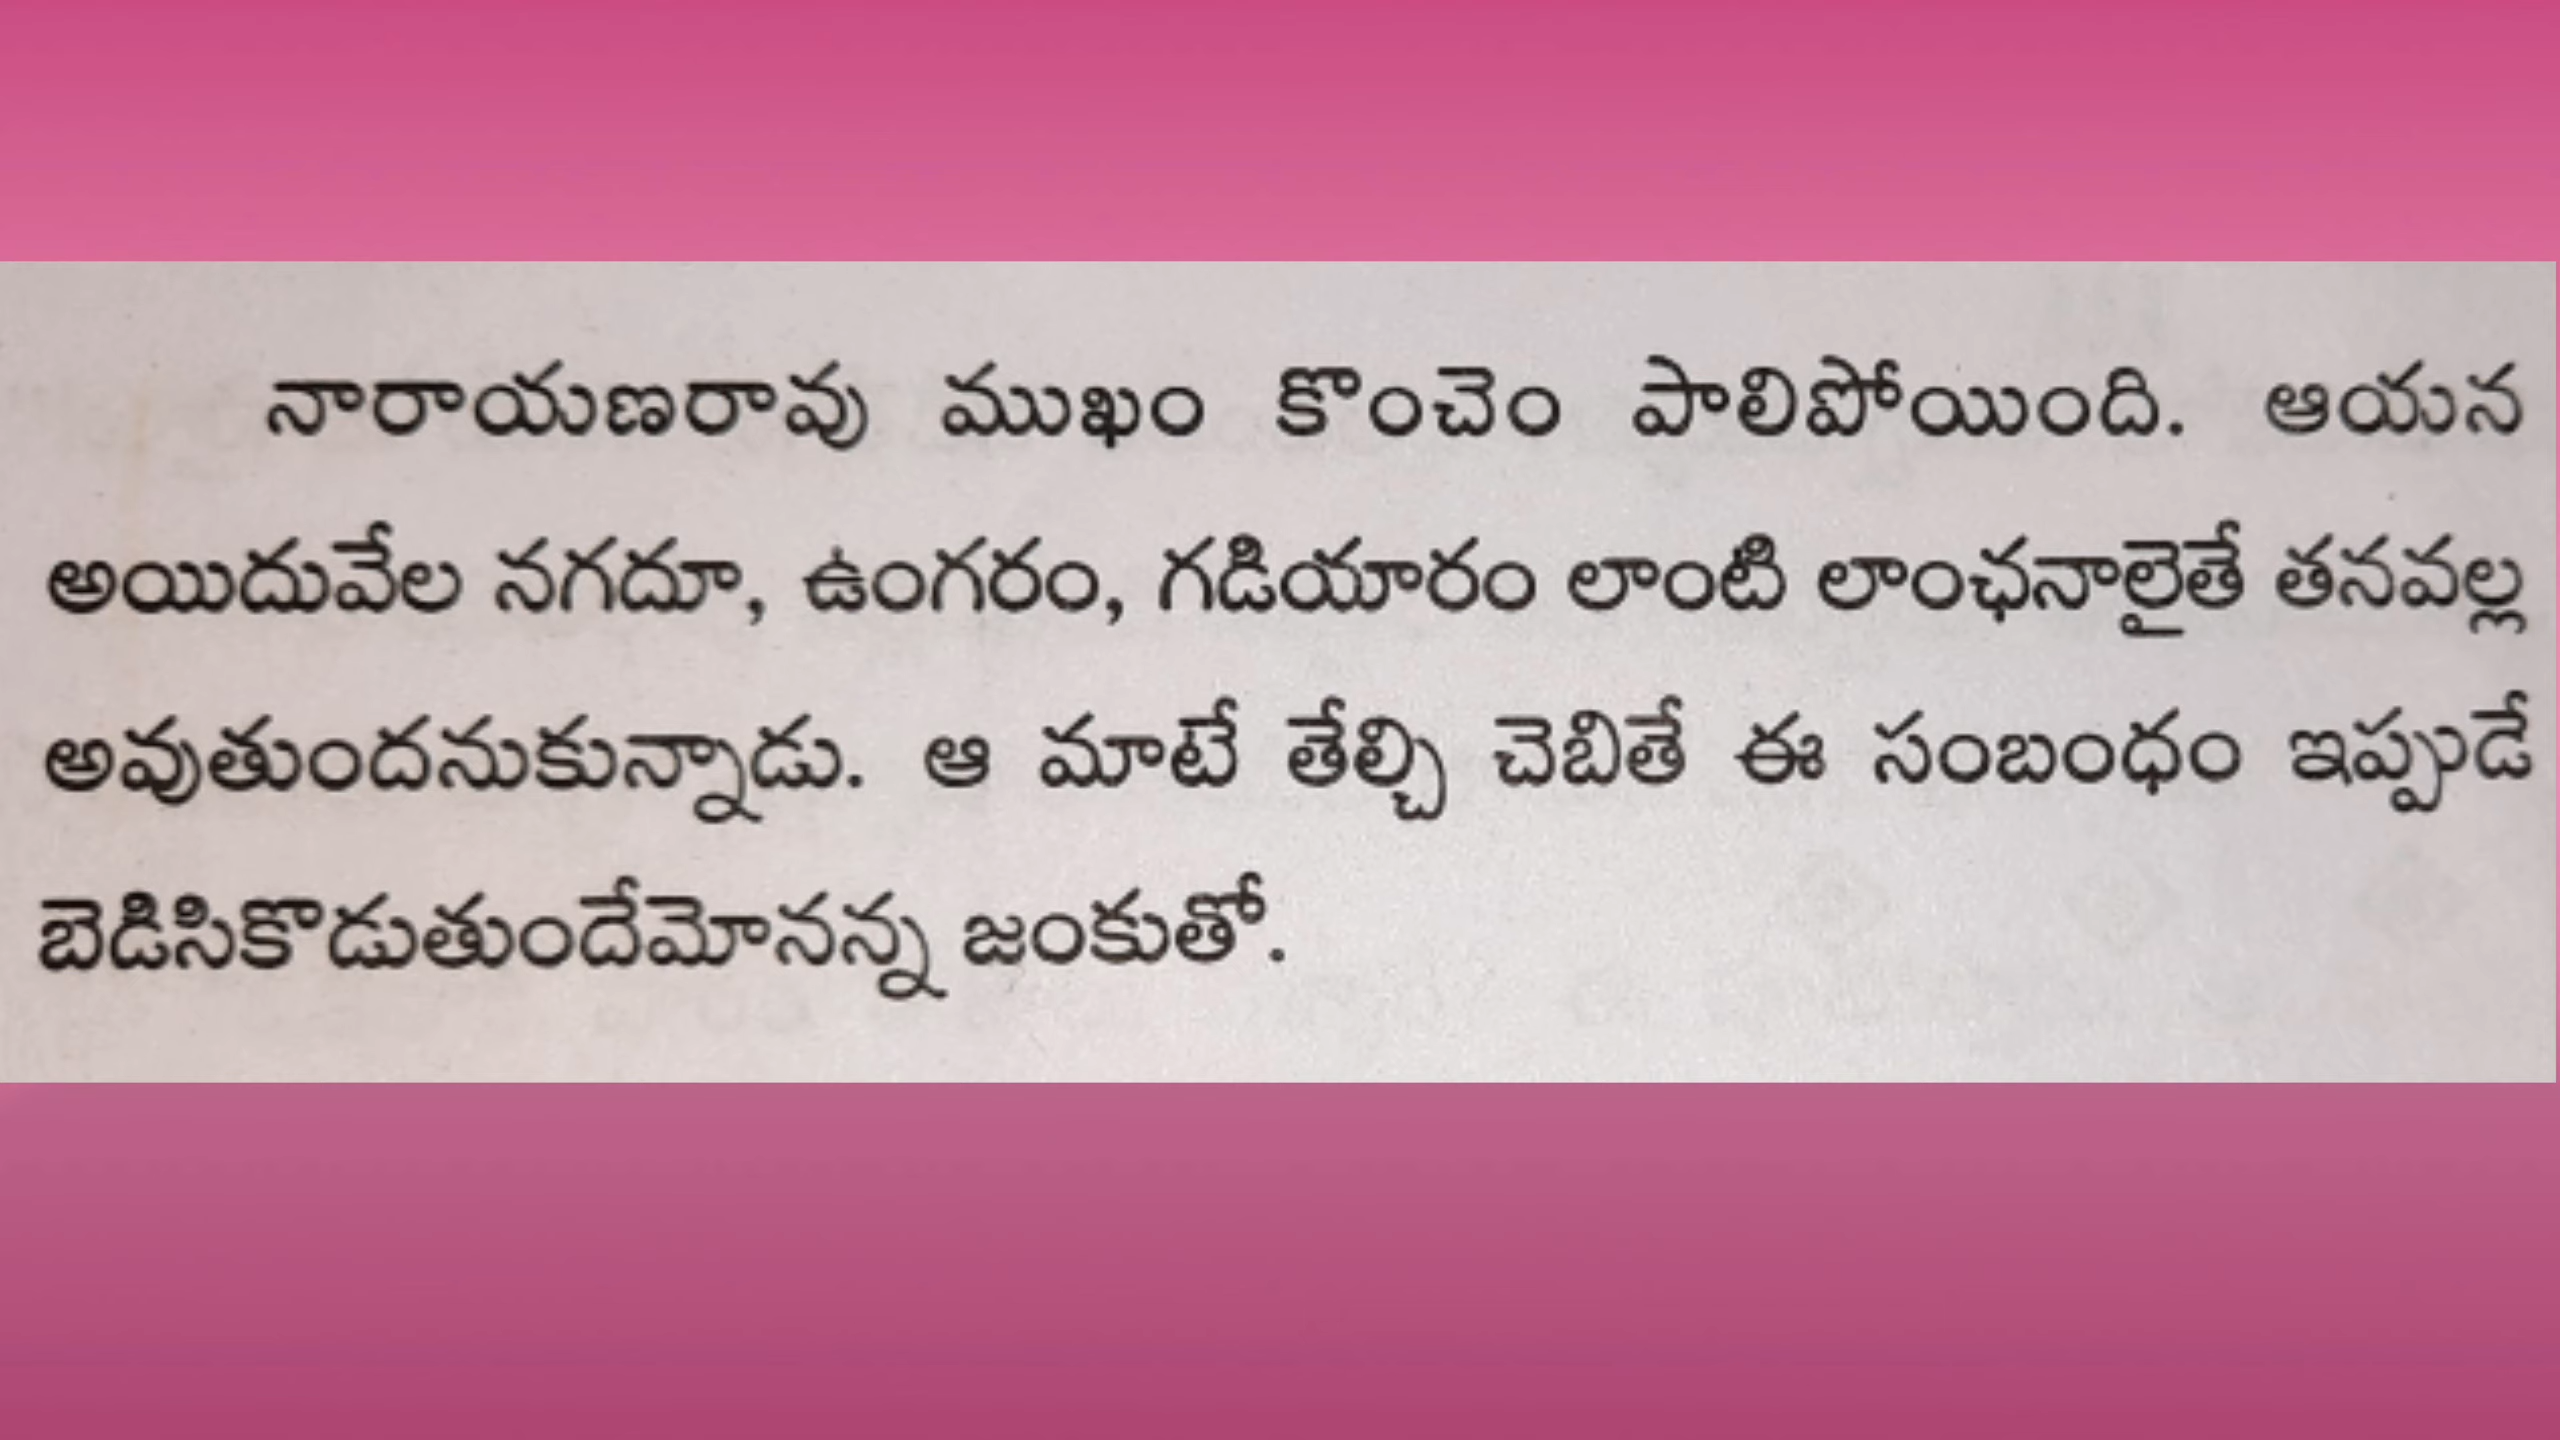 నారాయణరావు ముఖం కొంచెం పాలిపోయింది. ఆయన
అయిదువేల నగదూ, ఉంగరం, గడియారం లాంటి లాంఛనాలైతే తనవల్ల
అవుతుందనుకున్నాడు. ఆ మాటే తేల్చి చెబితే ఈ సంబంధం ఇప్పుడే
బెడిసికొడుతుందేమోనన్న జంకుతో.